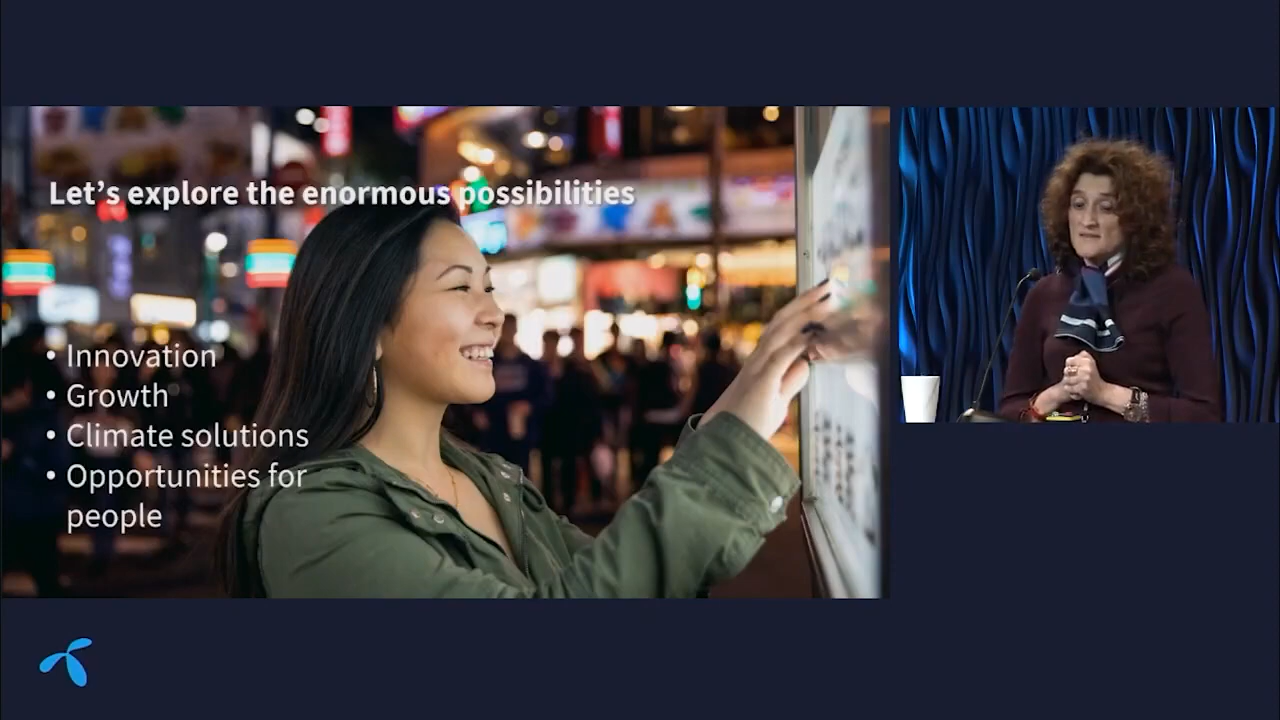 Let’s explore the enormous possibilities
• Innovation
• Growth
• Climate solutions
• Opportunities for
people